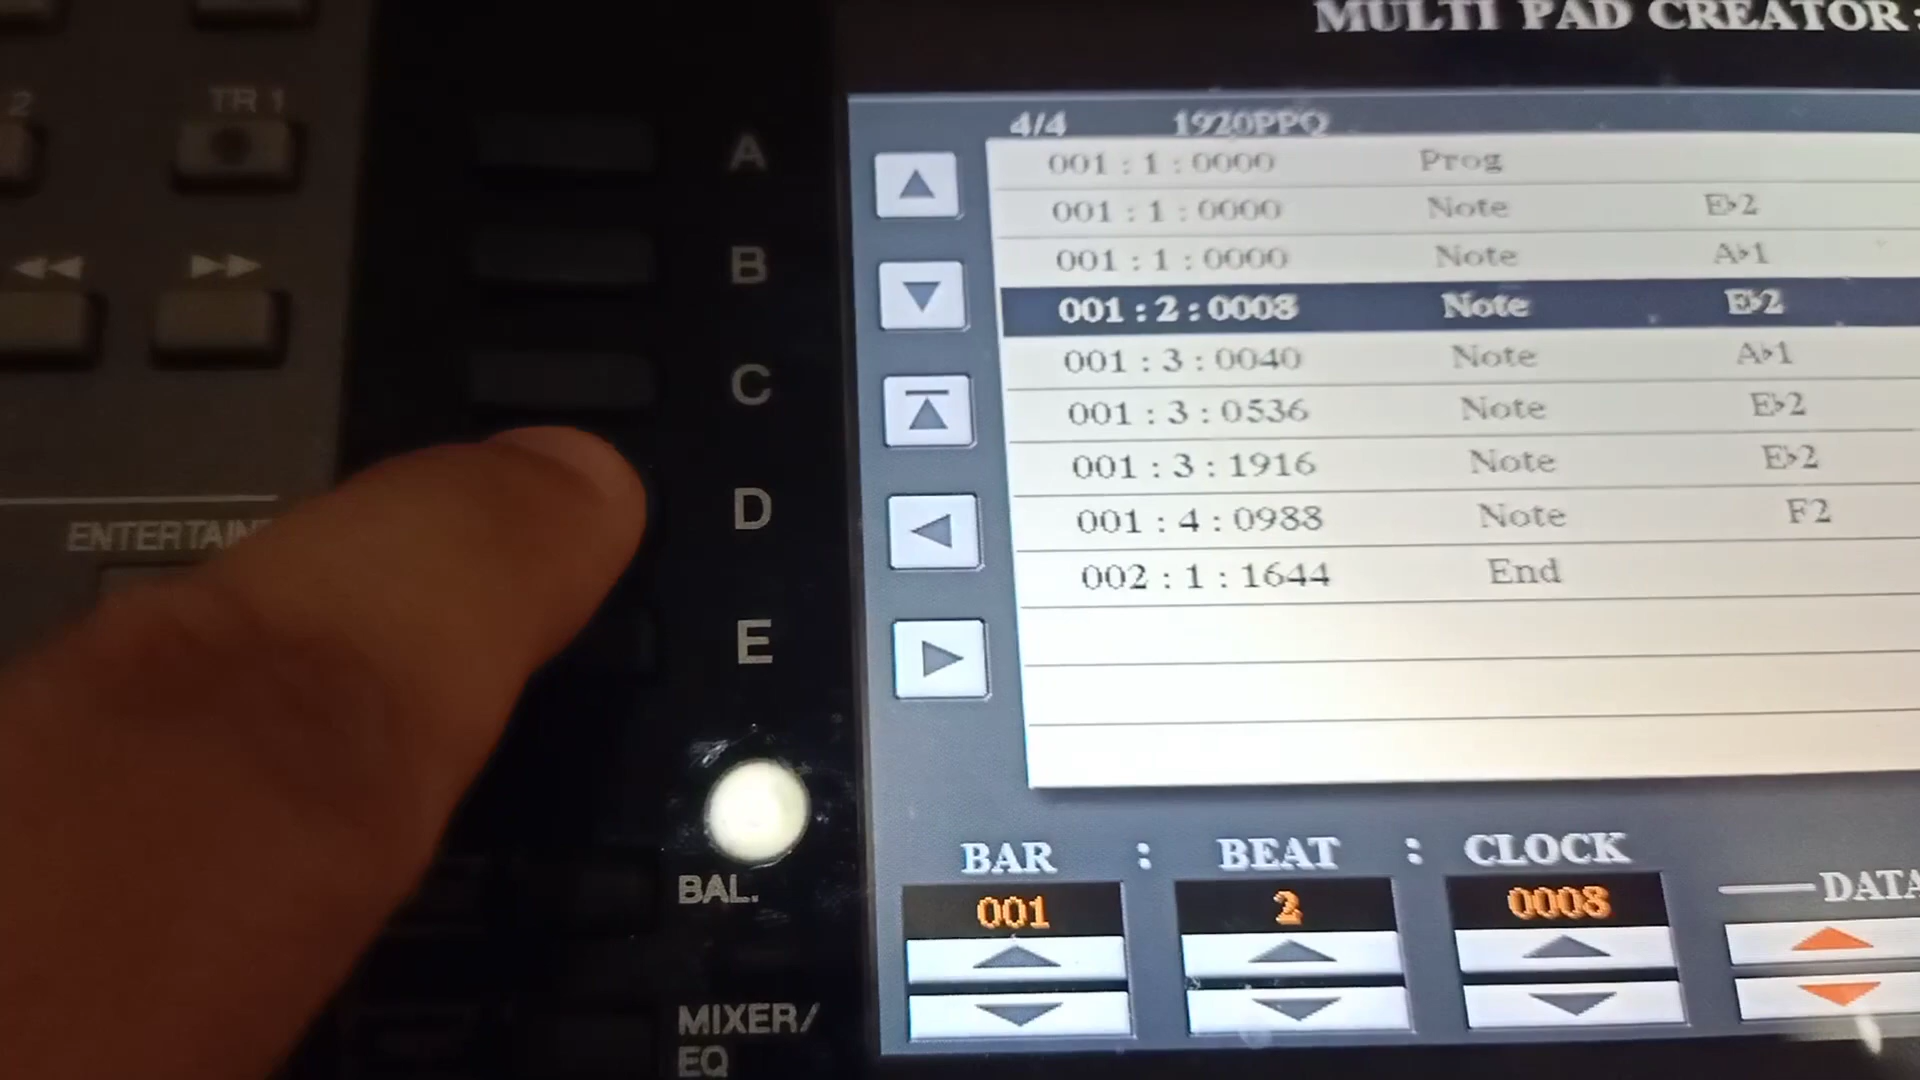 MULTI PAD CREATOR:
4/4 1920PPQ
001 : 1 : 0000 Prog
001 : 1 : 0000 Note E♭2
001 : 1 : 0000 Note A♭1
001 : 2 : 0008 Note E♭2
001 : 3 : 0040 Note A♭1
001 : 3 : 0536 Note E♭2
001 : 3 : 1916 Note E♭2
001 : 4 : 0988 Note F2
002 : 1 : 1644 End
BAR : BEAT : CLOCK
DATA
001 2 0008
2 TR 1
ENTERTAIN
A
B
C
D
E
BAL.
MIXER/
EQ